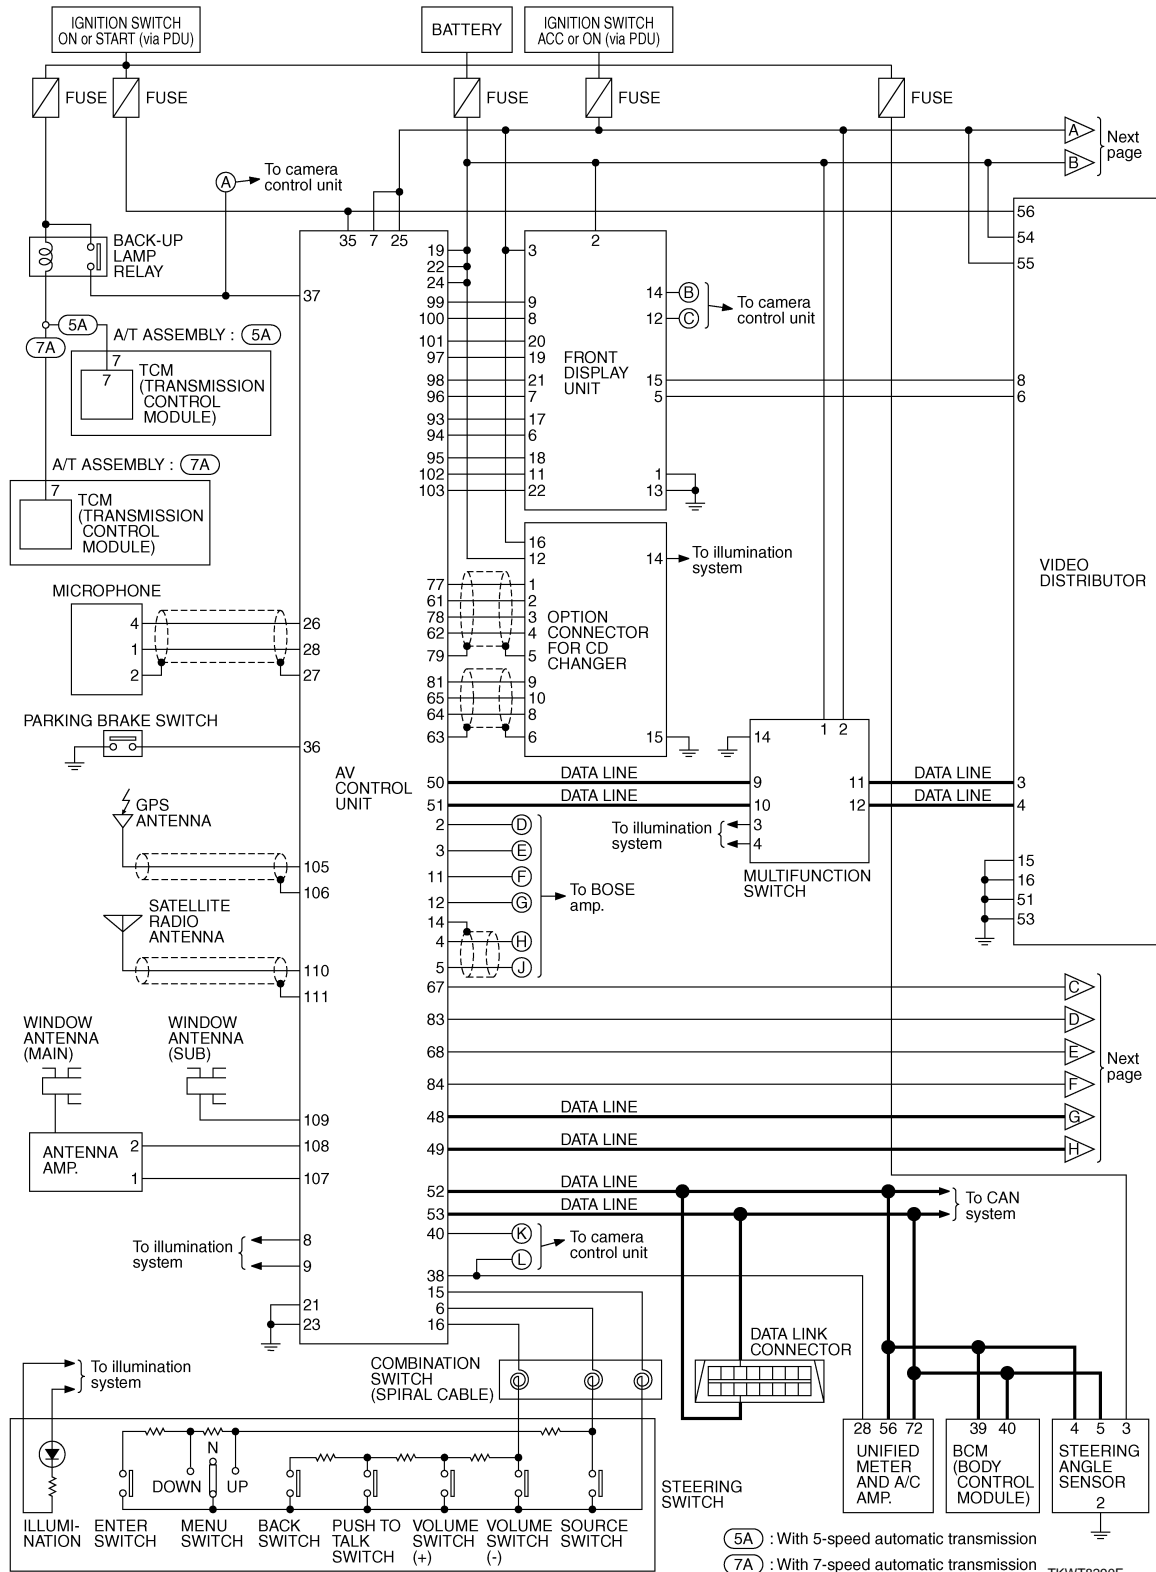 IGNITION SWITCH
ON or START (via PDU)
BATTERY
IGNITION SWITCH
ACC or ON (via PDU)
FUSE
FUSE
FUSE
FUSE
FUSE
A
B
Next
page
A
To camera
control unit
56
54
55
35 7 25
2
BACK-UP
LAMP
RELAY
37
19
22
24
3
99
100
101
97
98
96
93
94
95
102
103
9
8
20
19
21
7
17
6
18
11
22
FRONT
DISPLAY
UNIT
14 B
12 C
To camera
control unit
15
5
8
6
1
13
5A
7A
A/T ASSEMBLY : 5A
7
7
TCM
(TRANSMISSION
CONTROL
MODULE)
A/T ASSEMBLY : 7A
7
TCM
(TRANSMISSION
CONTROL
MODULE)
16
12
14
To illumination
system
VIDEO
DISTRIBUTOR
MICROPHONE
4
1
2
26
28
27
77
61
78
62
79
1
2
3
4
5
OPTION
CONNECTOR
FOR CD
CHANGER
81
65
64
63
9
10
8
6
15
PARKING BRAKE SWITCH
36
14
1 2
AV
CONTROL
UNIT
50
DATA LINE
9
11
DATA LINE
3
51
DATA LINE
10
12
DATA LINE
4
GPS
ANTENNA
105
106
2 D
3 E
11 F
12 G
14
4 H
5 J
To BOSE
amp.
To illumination
system
3
4
MULTIFUNCTION
SWITCH
15
16
51
53
SATELLITE
RADIO
ANTENNA
110
111
67
C
83
D
68
E
84
F
48
DATA LINE
G
49
DATA LINE
H
Next
page
WINDOW
ANTENNA
(MAIN)
WINDOW
ANTENNA
(SUB)
109
108
107
ANTENNA
AMP.
2
1
52
DATA LINE
53
DATA LINE
To CAN
system
40 K
L
To camera
control unit
38
15
6
16
To illumination
system
8
9
21
23
To illumination
system
COMBINATION
SWITCH
(SPIRAL CABLE)
DATA LINK
CONNECTOR
28 56 72
UNIFIED
METER
AND A/C
AMP.
39 40
BCM
(BODY
CONTROL
MODULE)
4 5 3
STEERING
ANGLE
SENSOR
2
N
DOWN
UP
STEERING
SWITCH
ILLUMI-
NATION
ENTER
SWITCH
MENU
SWITCH
BACK
SWITCH
PUSH TO
TALK
SWITCH
VOLUME
SWITCH
(+)
VOLUME
SWITCH
(-)
SOURCE
SWITCH
5A : With 5-speed automatic transmission
7A : With 7-speed automatic transmission